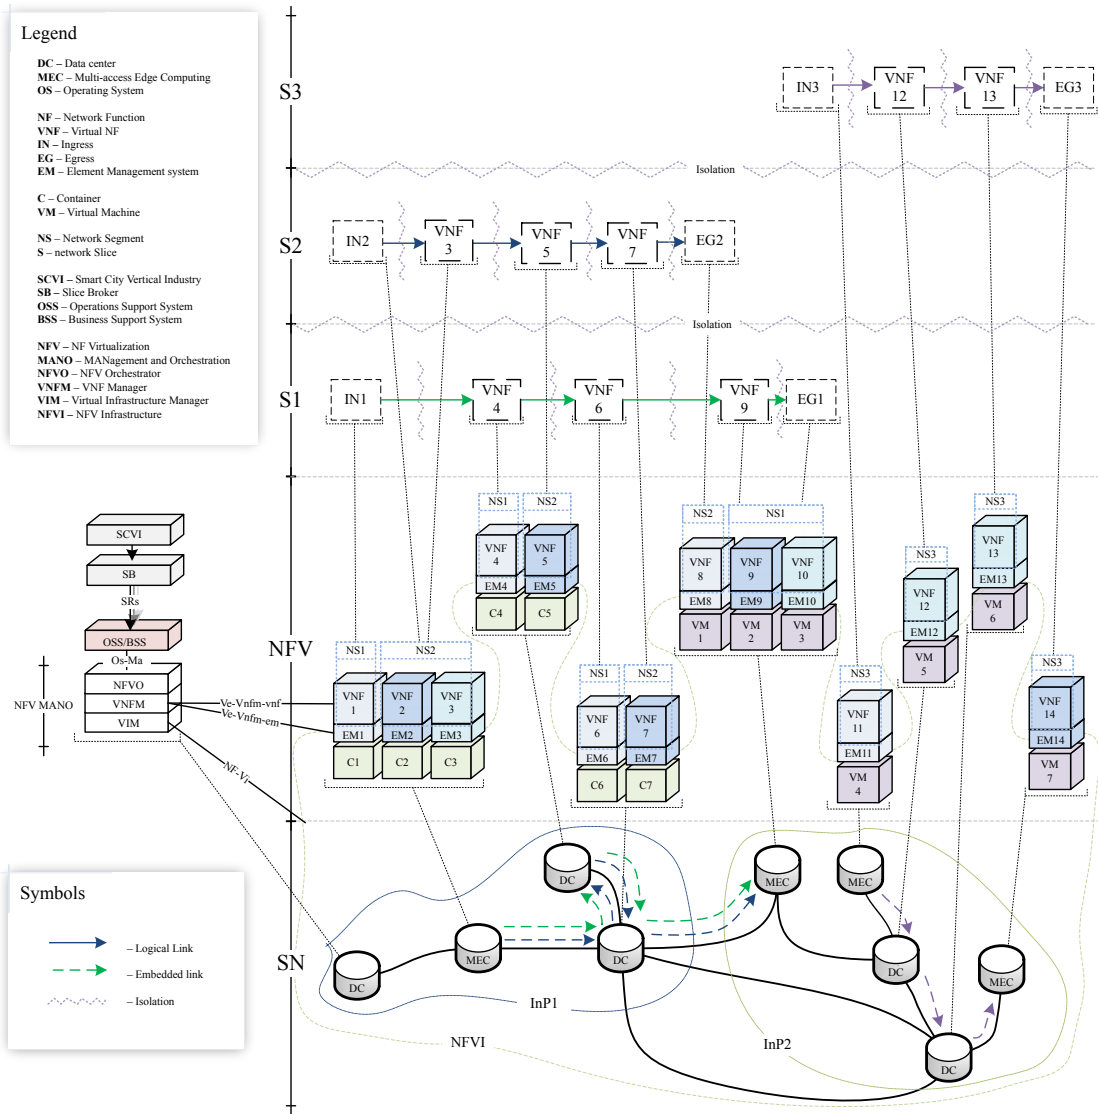 Legend
DC – Data center
MEC – Multi-access Edge Computing
OS – Operating System
NF – Network Function
VNF – Virtual NF
IN – Ingress
EG – Egress
EM – Element Management system
C – Container
VM – Virtual Machine
NS – Network Segment
S – network Slice
SCVI – Smart City Vertical Industry
SB – Slice Broker
OSS – Operations Support System
BSS – Business Support System
NFV – NF Virtualization
MANO – MANagement and Orchestration
NFVO – NFV Orchestrator
VNFM – VNF Manager
VIM – Virtual Infrastructure Manager
NFVI – NFV Infrastructure
S3
IN3
VNF
12
VNF
13
EG3
Isolation
S2
IN2
VNF
3
VNF
5
VNF
7
EG2
Isolation
S1
IN1
VNF
4
VNF
6
VNF
9
EG1
NFV
SCVI
SB
SRs
OSS/BSS
Os-Ma
NFV MANO
NFVO
VNFM
VIM
Ve-Vnfm-vnf
Ve-Vnfm-em
NF-Vi
NS1
NS2
VNF
1
VNF
2
VNF
3
EM1
EM2
EM3
C1
C2
C3
NS1
NS2
VNF
4
VNF
5
EM4
EM5
C4
C5
NS1
NS2
VNF
6
VNF
7
EM6
EM7
C6
C7
NS2
NS1
VNF
8
VNF
9
VNF
10
EM8
EM9
EM10
VM
1
VM
2
VM
3
NS3
VNF
11
EM11
VM
4
NS3
VNF
12
EM12
VM
5
NS3
VNF
13
EM13
VM
6
NS3
VNF
14
EM14
VM
7
SN
DC
MEC
DC
DC
MEC
MEC
DC
MEC
DC
InP1
InP2
NFVI
Symbols
– Logical Link
– Embedded link
– Isolation